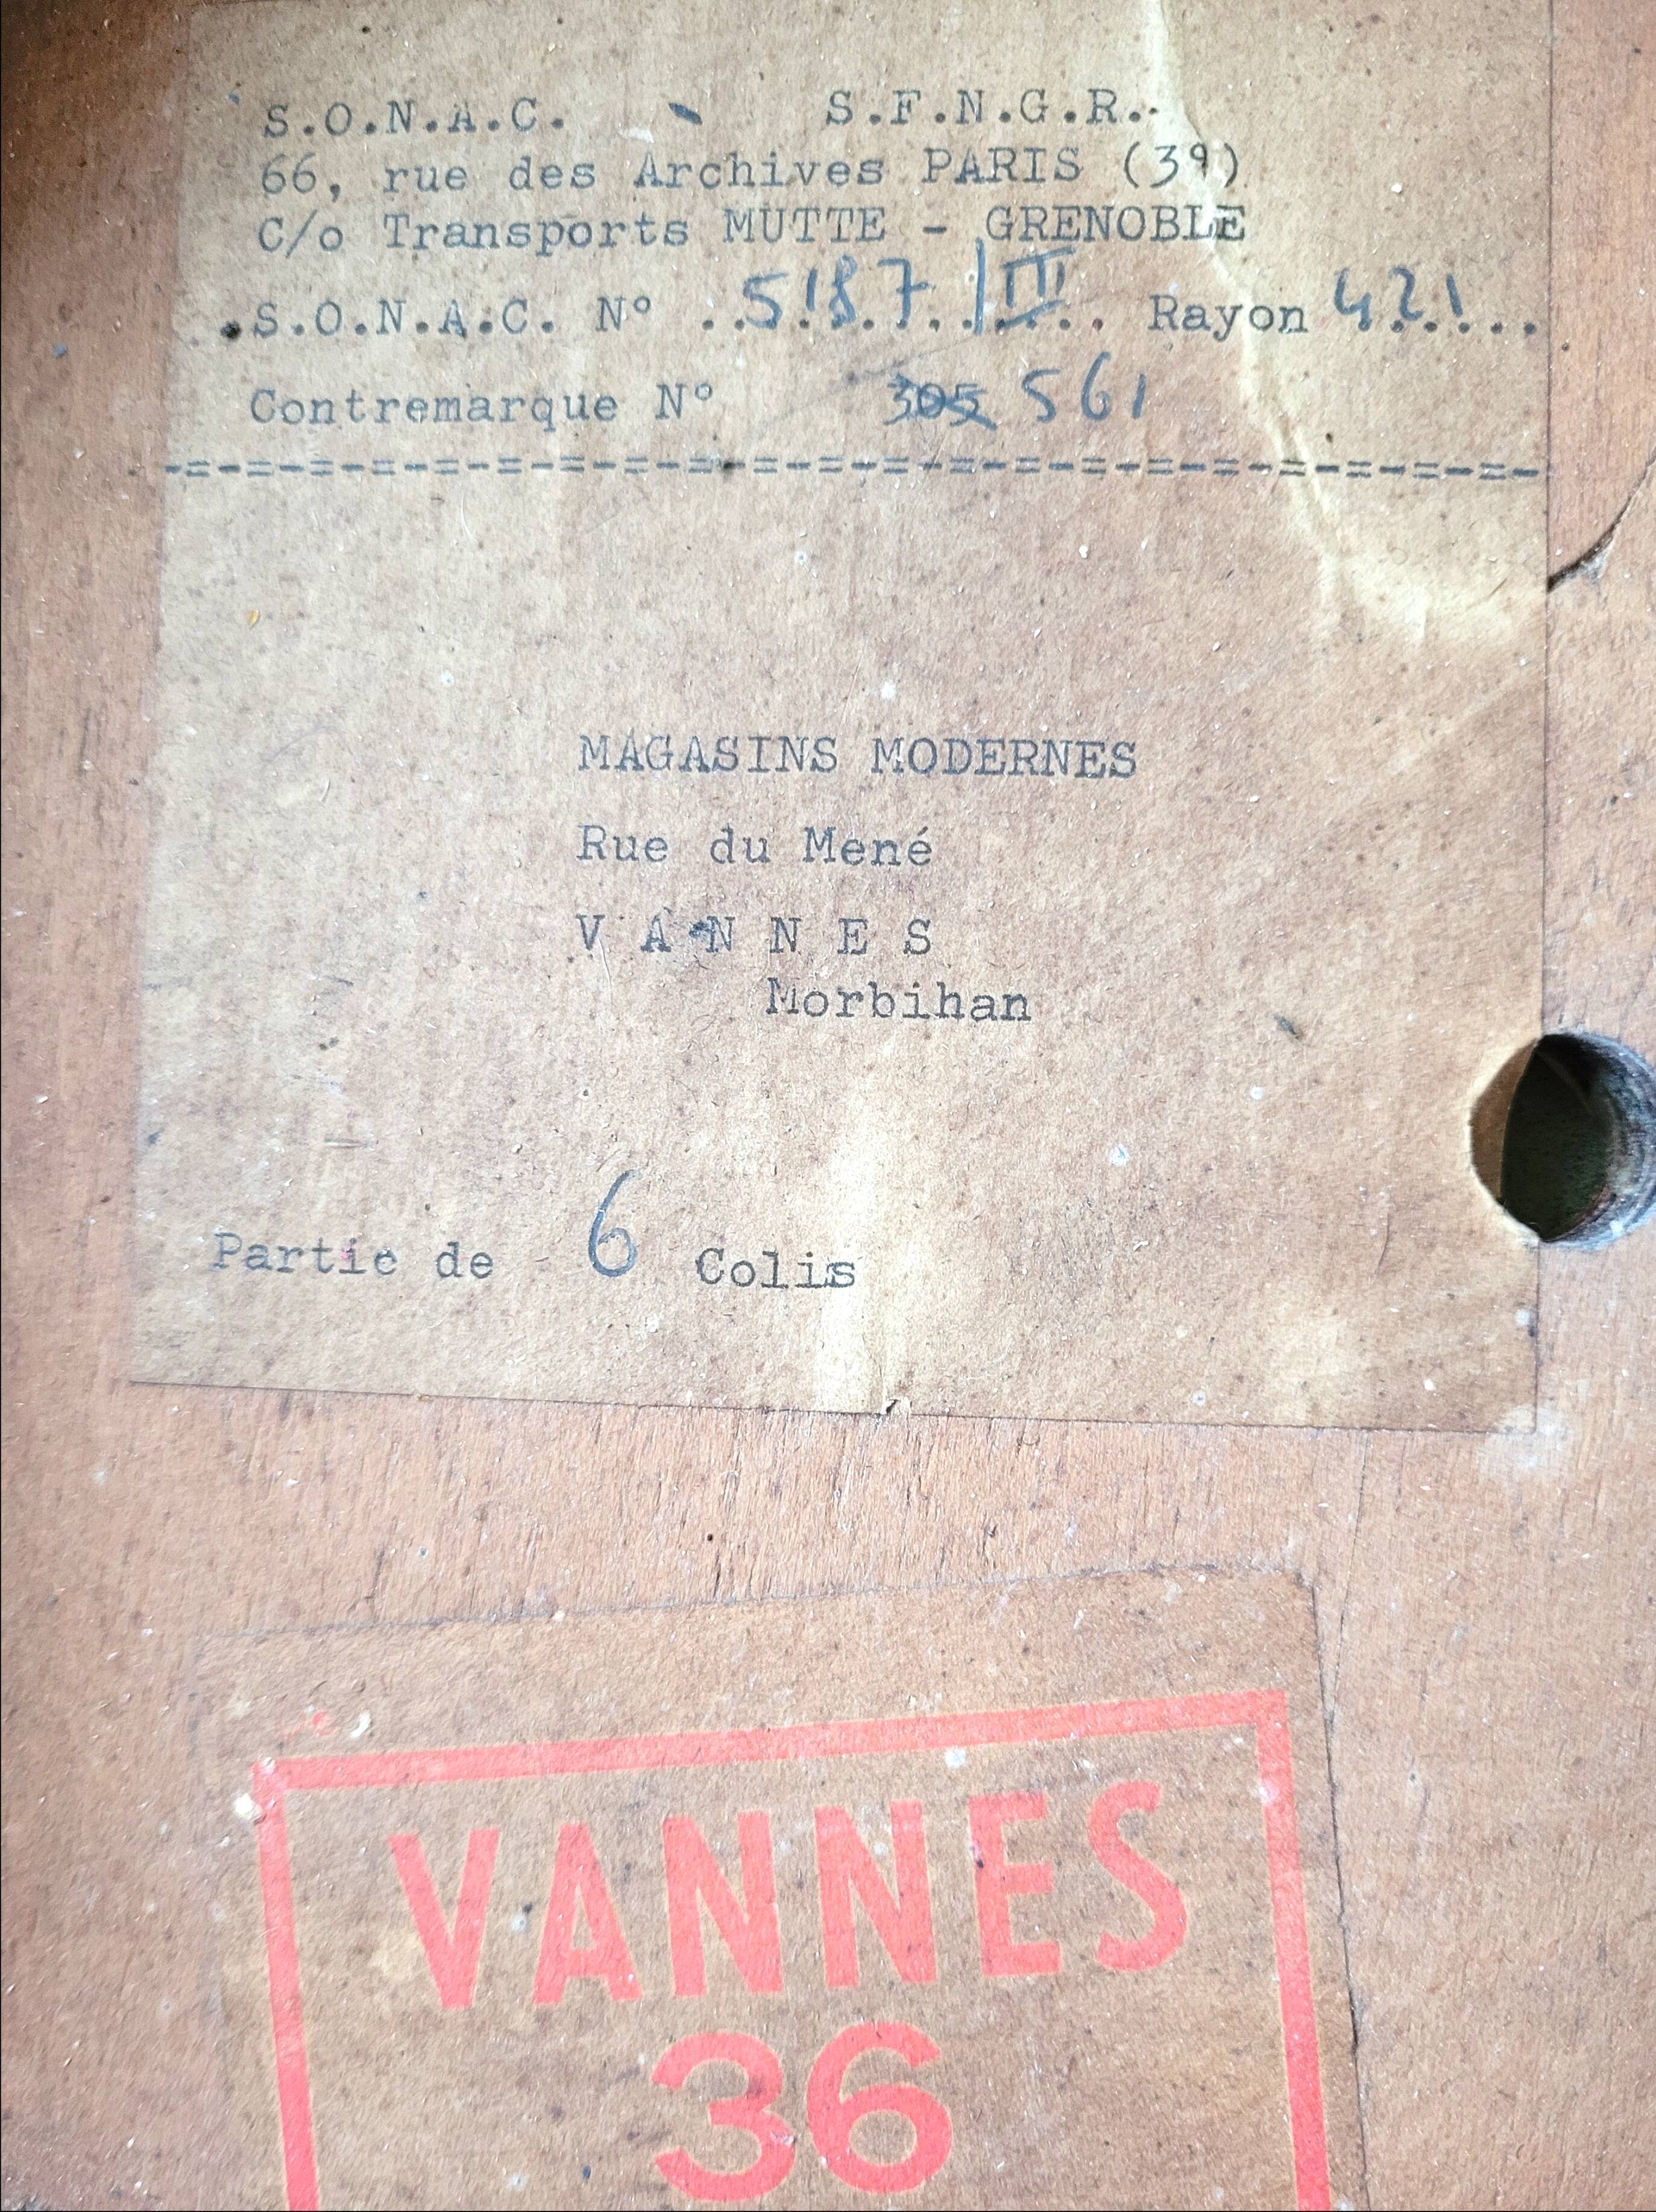 S.O.N.A.C. S.F.N.G.R.
66, rue des Archives PARIS (3º)
C/o Transports MUTTE - GRENOBLE
S.O.N.A.C. N° ..5187/III... Rayon 421...
Contremarque N° 305 561
-=-=-=-=-=-=-=-=-=-=-=-=-=-=-=-=-=-=-=-=-=-=-
MAGASINS MODERNES
Rue du Mené
V A N N E S
Morbihan
Partie de 6 Colis
VANNES
36